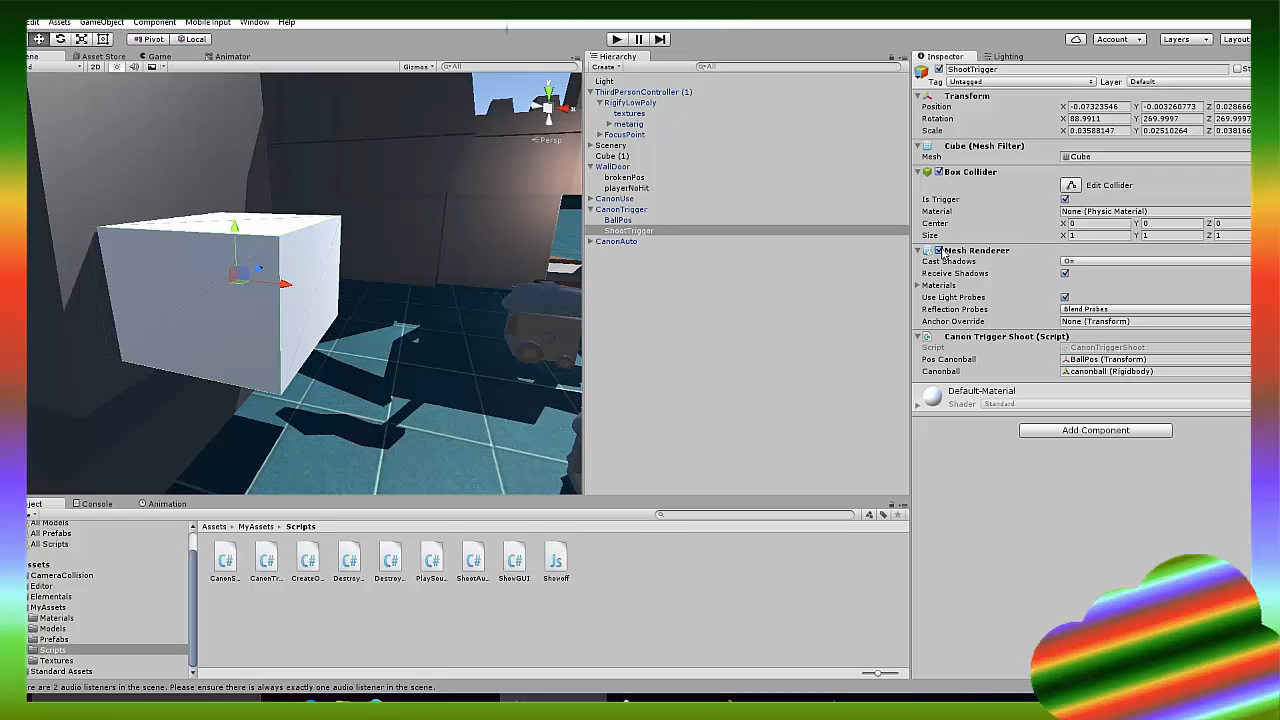 Edit Assets GameObject Component Mobile Input Window Help
Pivot Local Account Layers Layout
Asset Store Game Animator
2D Gizmos All
y
x
Persp
Hierarchy
Create All
Light
ThirdPersonController (1)
RigifyLowPoly
textures
metarig
FocusPoint
Scenery
Cube (1)
WallDoor
brokenPos
playerNoHit
CanonUse
CanonTrigger
BallPos
ShootTrigger
CanonAuto
Inspector Lighting
ShootTrigger
Tag Untagged Layer Default
Transform
Position X -0.07323546 Y -0.003260773 Z 0.028666
Rotation X 88.9911 Y 269.9997 Z 269.9997
Scale X 0.03588147 Y 0.02510264 Z 0.038166
Cube (Mesh Filter)
Mesh Cube
Box Collider
Edit Collider
Is Trigger
Material None (Physic Material)
Center X 0 Y 0 Z 0
Size X 1 Y 1 Z 1
Mesh Renderer
Cast Shadows On
Receive Shadows
Materials
Use Light Probes
Reflection Probes Blend Probes
Anchor Override None (Transform)
Canon Trigger Shoot (Script)
Script CanonTriggerShoot
Pos Canonball BallPos (Transform)
Canonball canonball (Rigidbody)
Default-Material
Shader Standard
Add Component
Console Animation
All Models
All Prefabs
All Scripts
CameraCollision
Editor
Elementals
MyAssets
Materials
Models
Prefabs
Scripts
Textures
Standard Assets
Assets MyAssets Scripts
C# C# C# C# C# C# C# C# Js
CanonS... CanonTr... CreateO... Destroy... Destroy... PlaySou... ShootAu... ShowGUI Showoff
re are 2 audio listeners in the scene. Please ensure there is always exactly one audio listener in the scene.